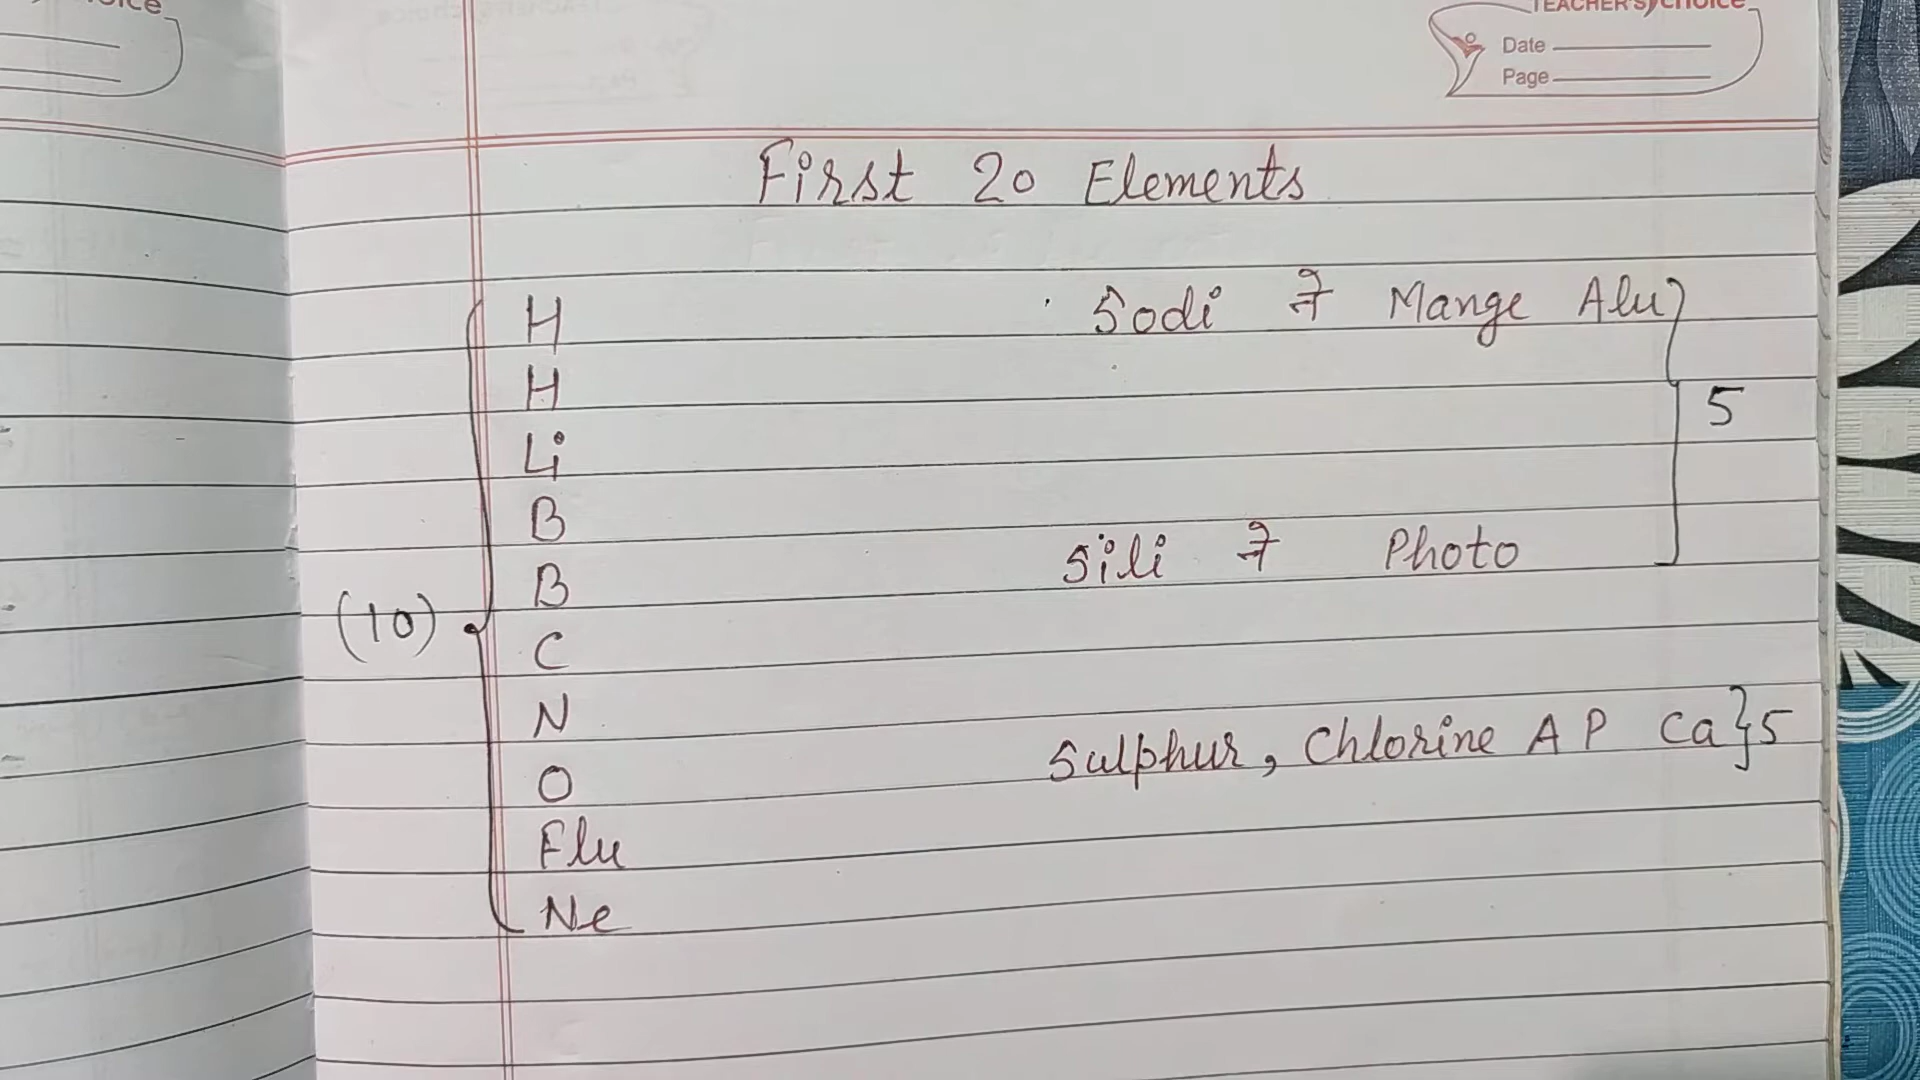 TEACHER'S CHOICE
Date
Page
First 20 Elements
H
H
Li
B
B
(10)
C
N
O
Flu
Ne
Sodi ने Mange Alu
5
Sili ने Photo
Sulphur, Chlorine A P Ca}5